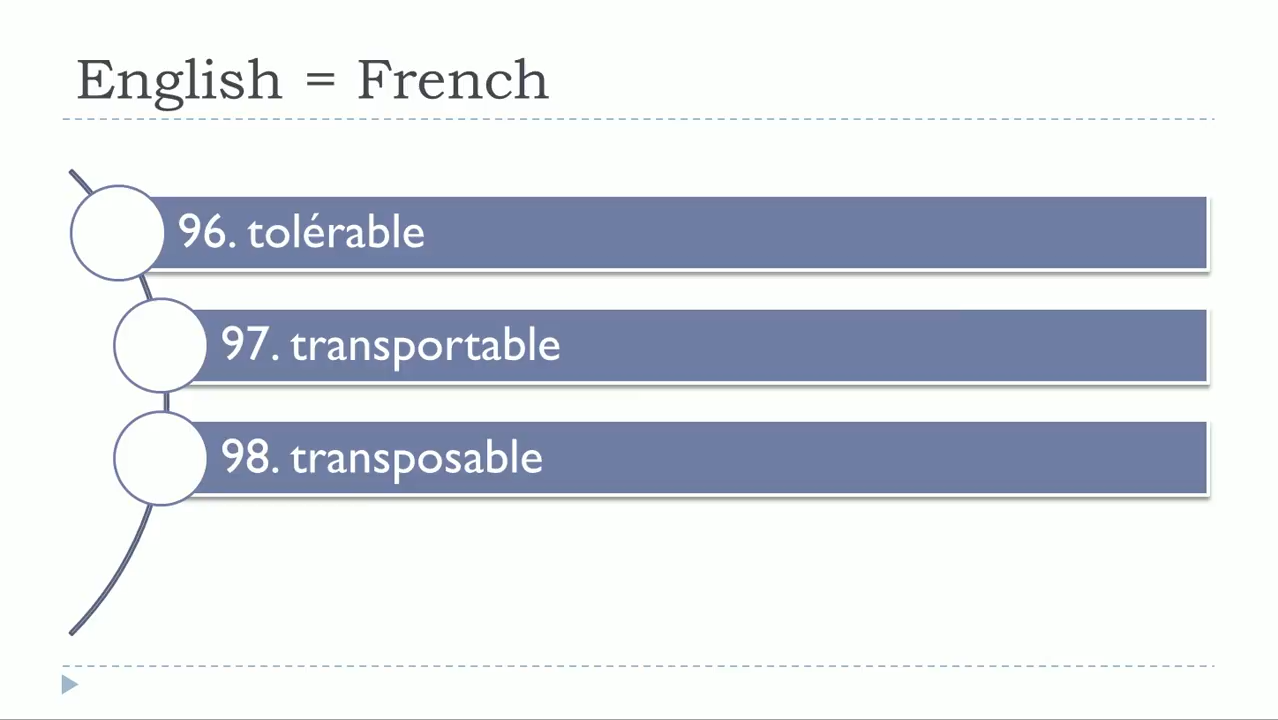 English = French
96. tolérable
97. transportable
98. transposable